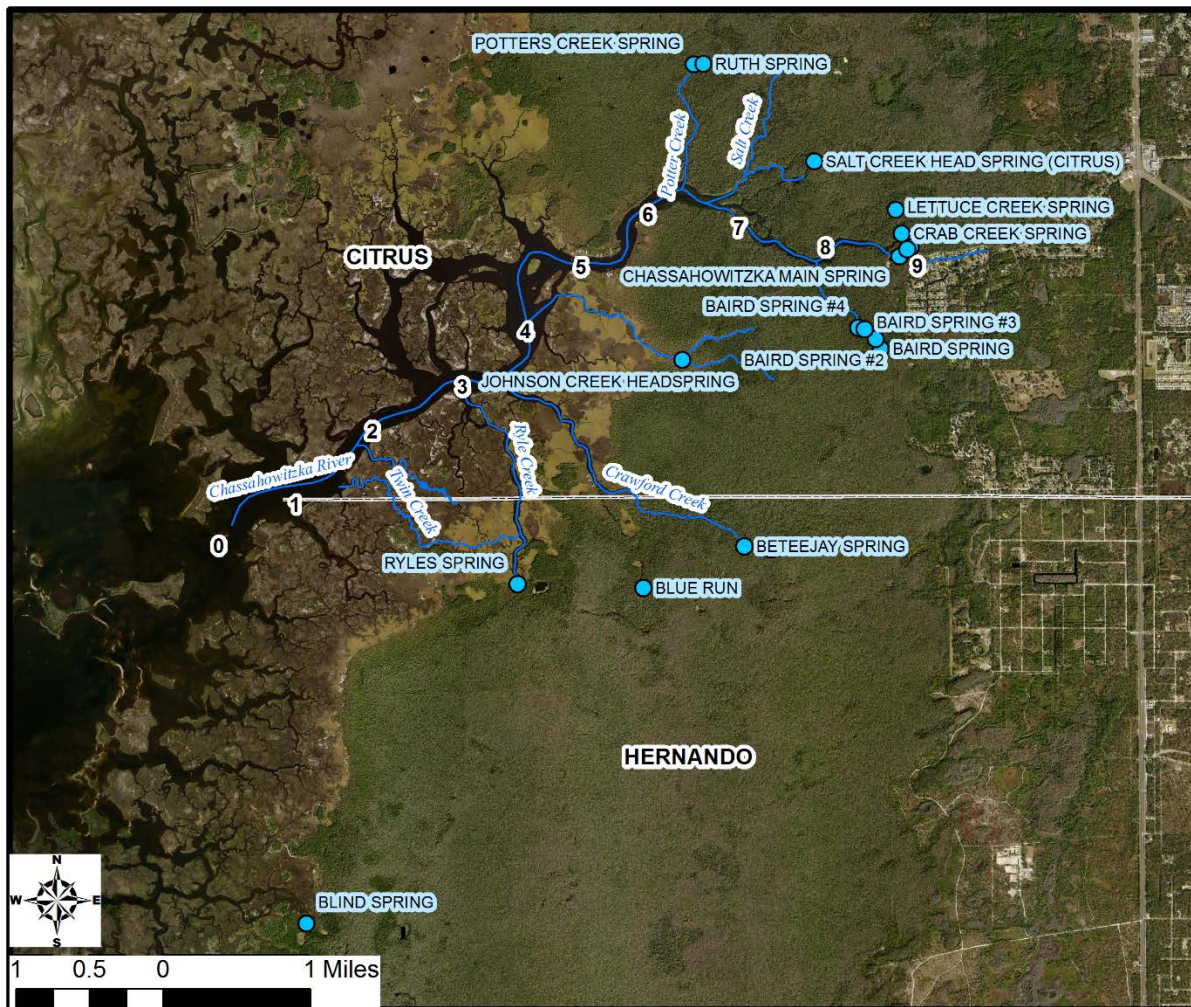 POTTERS CREEK SPRING
RUTH SPRING
Potter Creek
Salt Creek
SALT CREEK HEAD SPRING (CITRUS)
LETTUCE CREEK SPRING
6
7
CRAB CREEK SPRING
8
CITRUS
5
9
CHASSAHOWITZKA MAIN SPRING
BAIRD SPRING #4
4
BAIRD SPRING #3
BAIRD SPRING
BAIRD SPRING #2
3
JOHNSON CREEK HEADSPRING
2
Ryle Creek
Chassahowitzka River
Twin Creek
Crawford Creek
1
0
BETEEJAY SPRING
RYLES SPRING
BLUE RUN
HERNANDO
N
W
E
S
BLIND SPRING
1 0.5 0 1 Miles